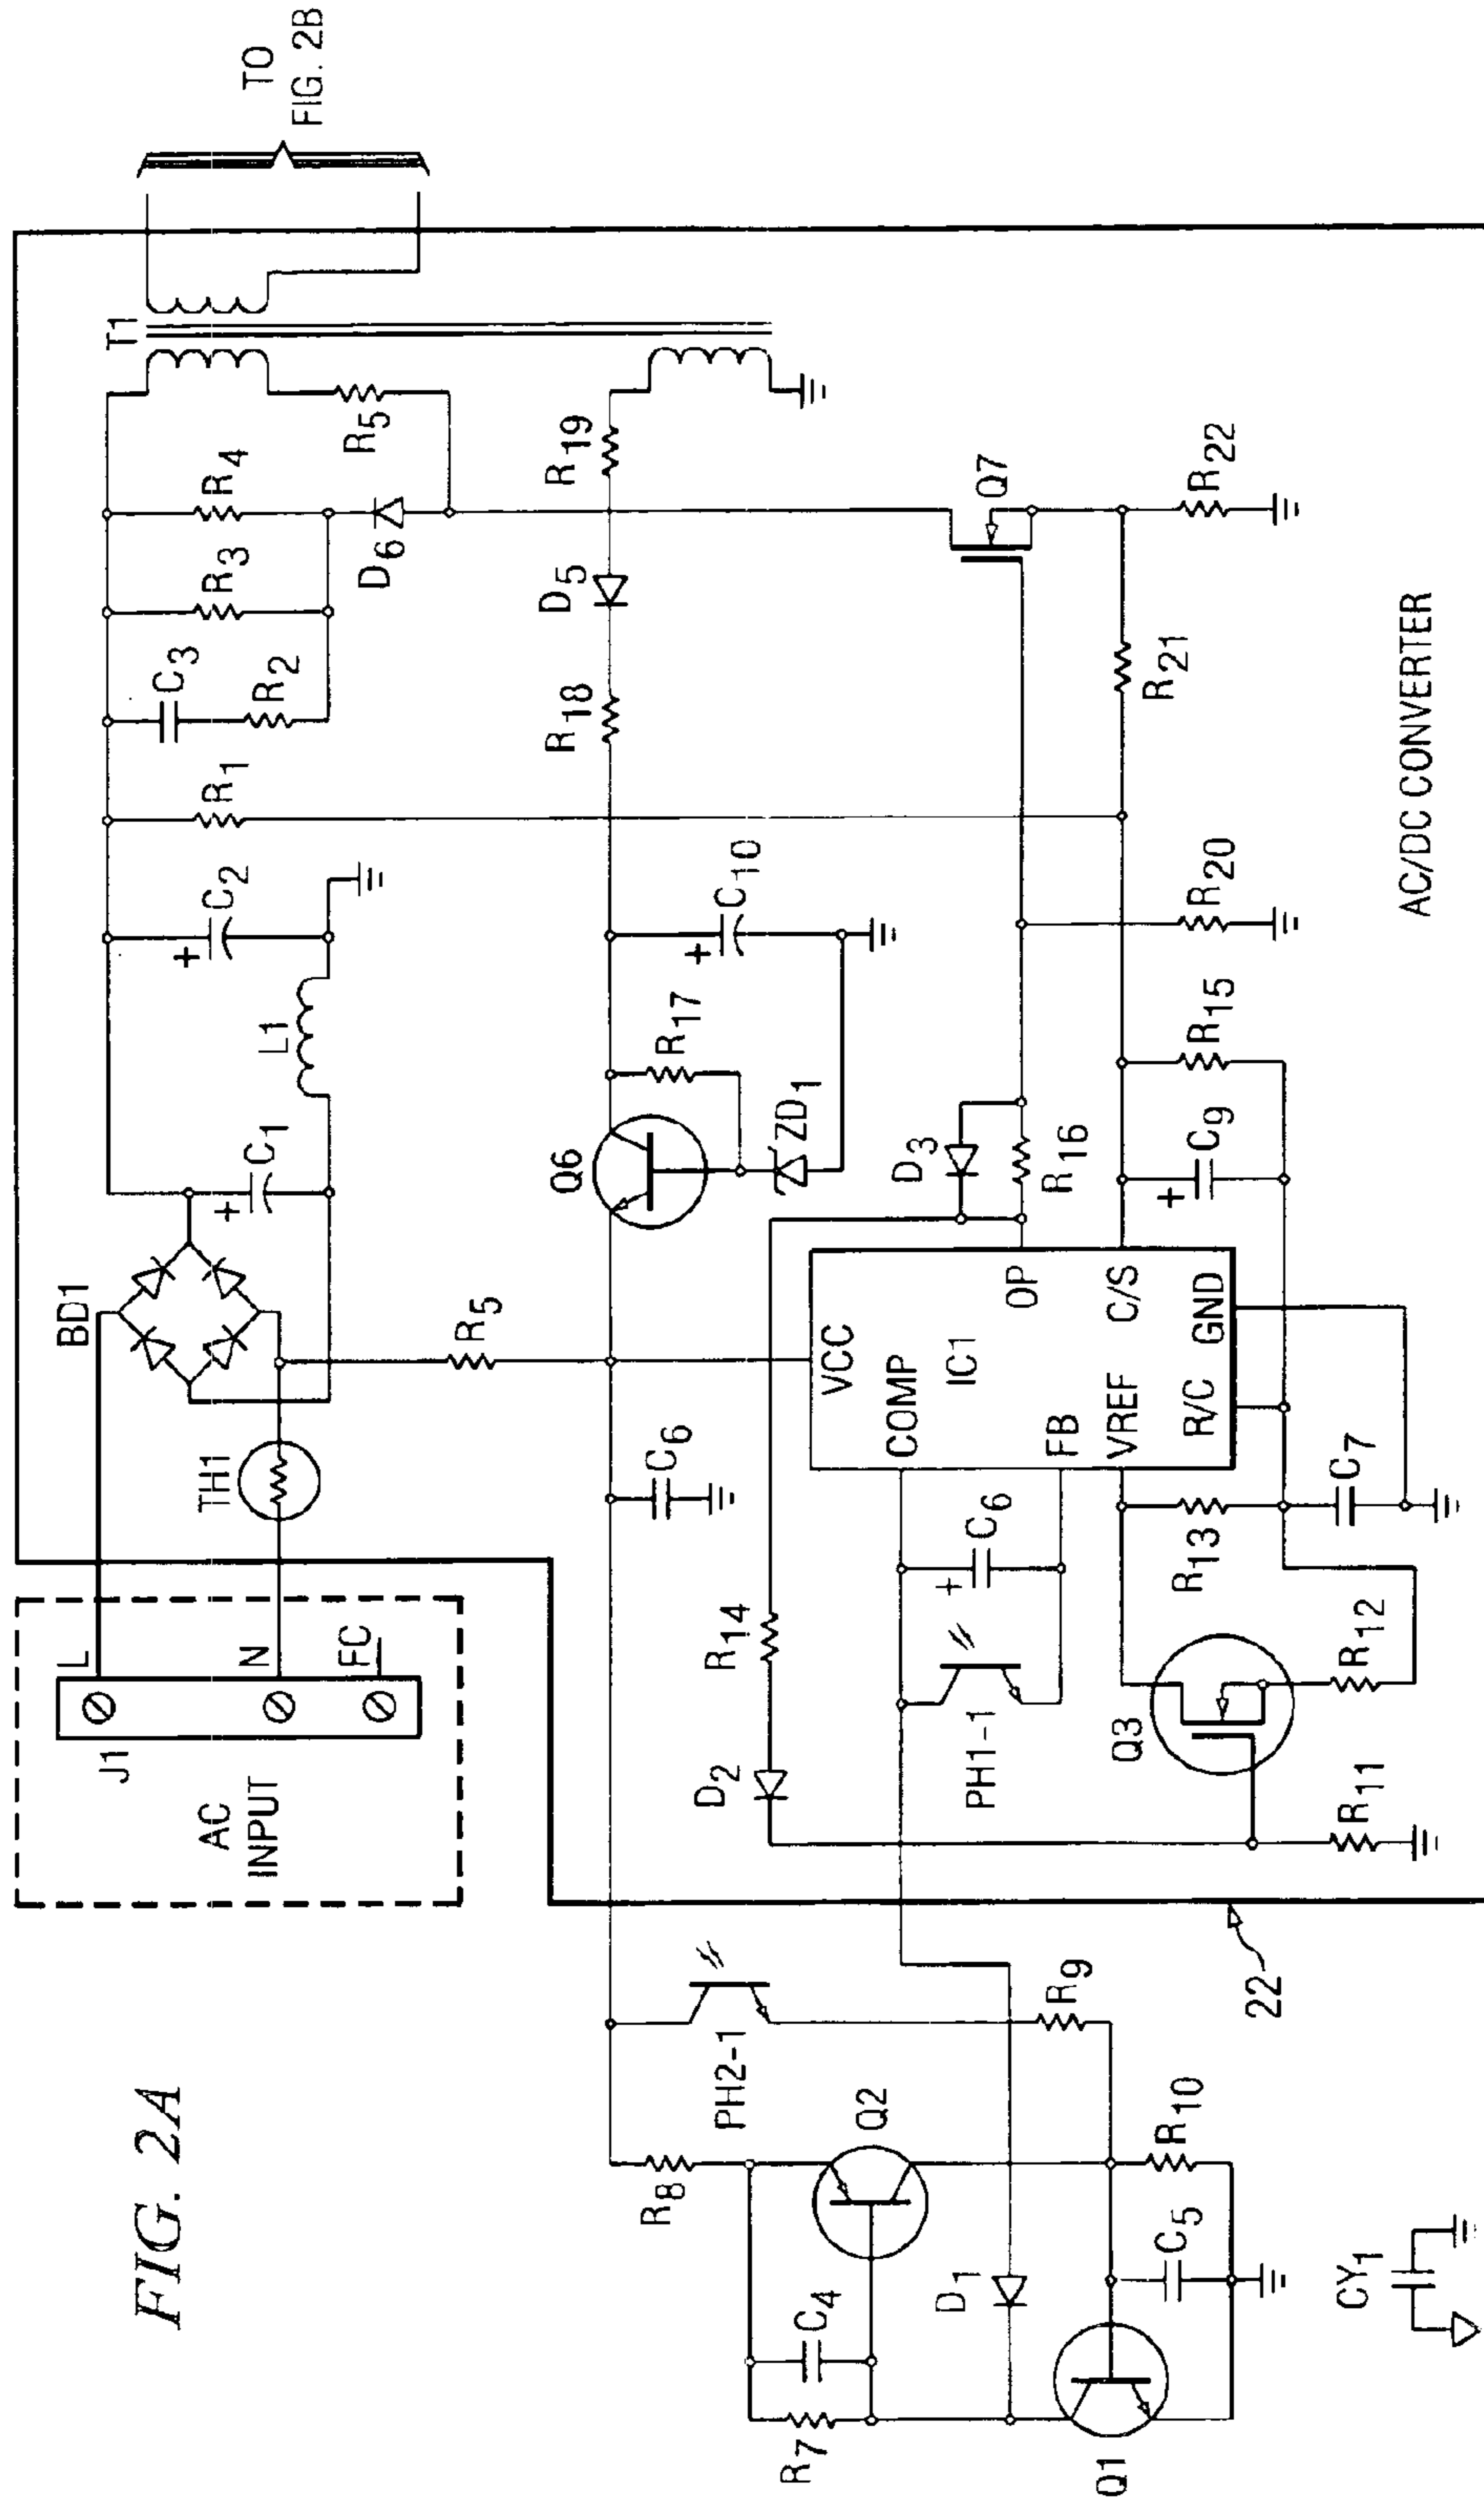 FIG. 2A
J1
AC
INPUT
L
N
FC
TH1
BD1
C1
L1
C2
R1
C3
R2
R3
R4
D6
R5
T1
TO
FIG. 2B
R8
PH2-1
C6
R5
Q6
R17
ZD1
C10
R18
D5
R19
R7
C4
Q2
D2
R14
VCC
COMP
IC1
OP
FB
C/S
VREF
R/C
GND
D3
R16
Q7
D1
R9
PH1-1
C6
Q1
C5
R10
Q3
R13
R12
R11
C7
C9
R15
R20
R21
R22
22
CY1
AC/DC CONVERTER